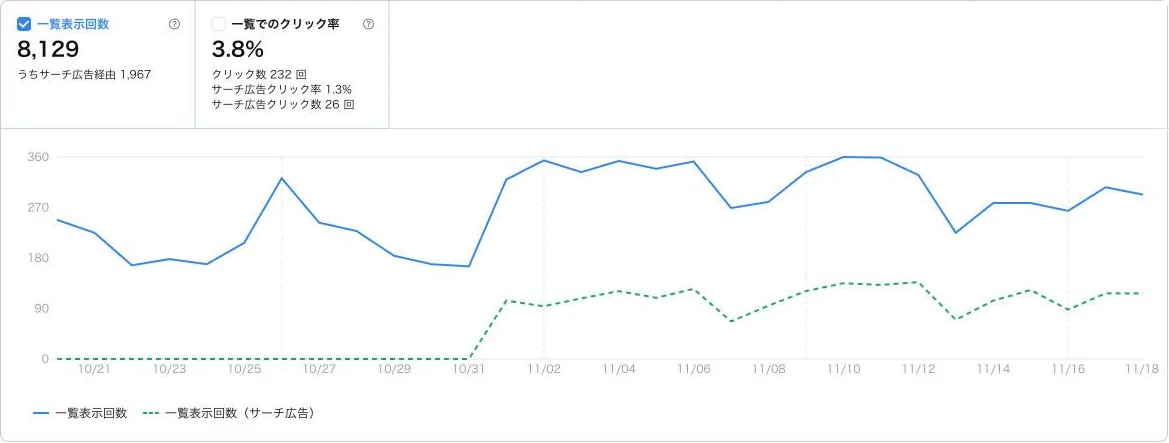 一覧表示回数
8,129
うちサーチ広告経由 1,967
一覧でのクリック率
3.8%
クリック数 232 回
サーチ広告クリック率 1.3%
サーチ広告クリック数 26 回
360
270
180
90
0
10/21 10/23 10/25 10/27 10/29 10/31 11/02 11/04 11/06 11/08 11/10 11/12 11/14 11/16 11/18
一覧表示回数 一覧表示回数（サーチ広告）